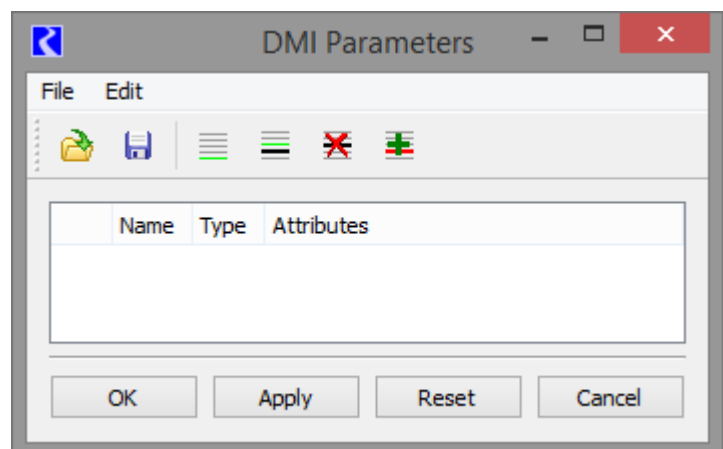 DMI Parameters
File Edit
Name Type Attributes
OK Apply Reset Cancel